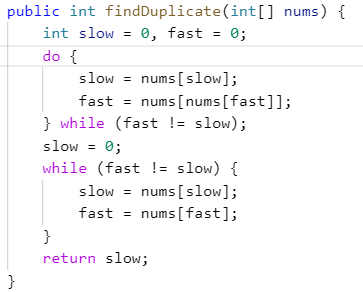 public int findDuplicate(int[] nums) {
    int slow = 0, fast = 0;
    do {
        slow = nums[slow];
        fast = nums[nums[fast]];
    } while (fast != slow);
    slow = 0;
    while (fast != slow) {
        slow = nums[slow];
        fast = nums[fast];
    }
    return slow;
}